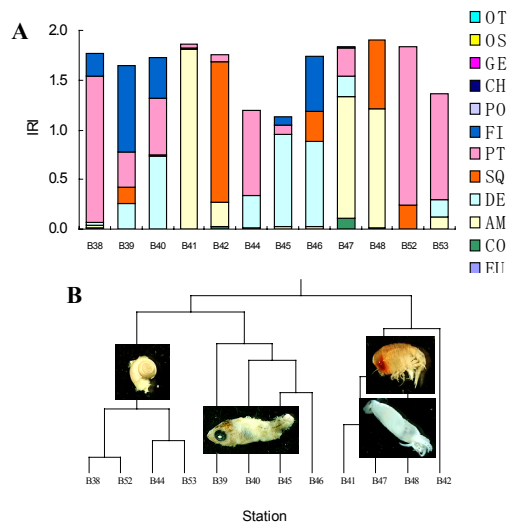 A
2.0
1.5
1.0
0.5
0.0
IRI
B38 B39 B40 B41 B42 B44 B45 B46 B47 B48 B52 B53
OT
OS
GE
CH
PO
FI
PT
SQ
DE
AM
CO
EU
B
B38 B52 B44 B53 B39 B40 B45 B46 B41 B47 B48 B42
Station